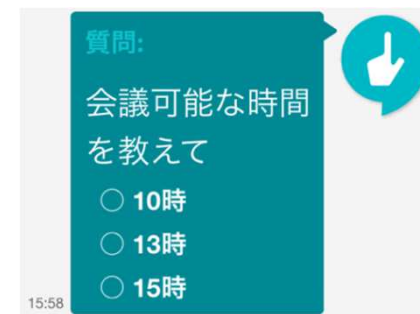 質問:
会議可能な時間
を教えて
○ 10時
○ 13時
○ 15時
15:58